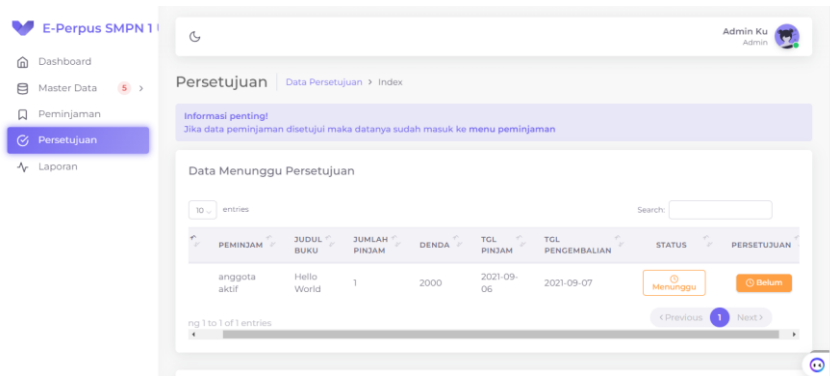 E-Perpus SMPN 1
Admin Ku
Admin
Dashboard
Master Data 5
Peminjaman
Persetujuan
Laporan
Persetujuan Data Persetujuan > Index
Informasi penting!
Jika data peminjaman disetujui maka datanya sudah masuk ke menu peminjaman
Data Menunggu Persetujuan
10 entries
Search:
PEMINJAM JUDUL BUKU JUMLAH PINJAM DENDA TGL PINJAM TGL PENGEMBALIAN STATUS PERSETUJUAN
anggota aktif Hello World 1 2000 2021-09-06 2021-09-07 Menunggu Belum
ng 1 to 1 of 1 entries
Previous 1 Next